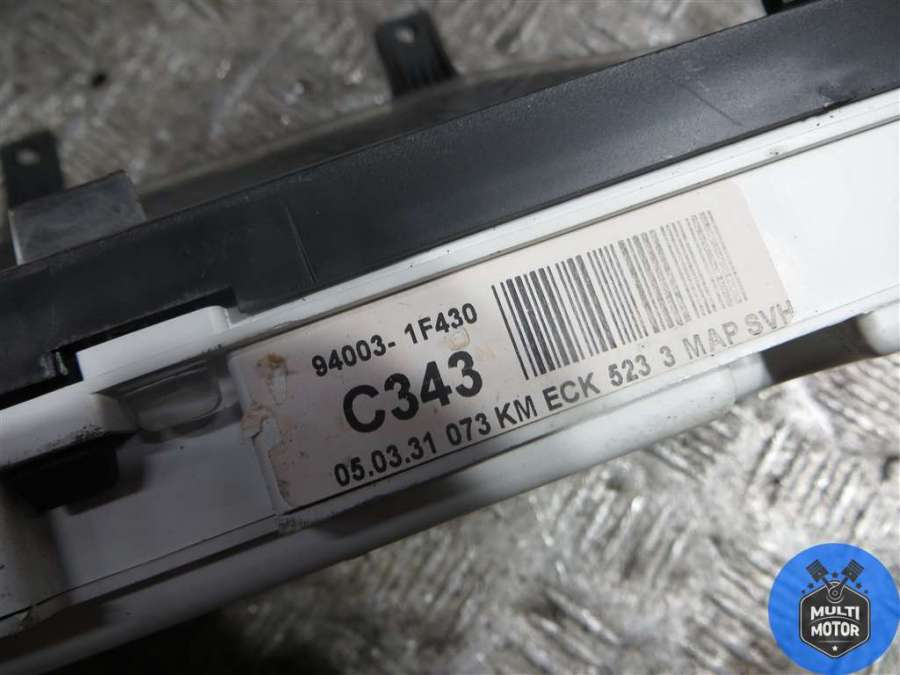 94003- 1F430
C343
05.03.31 073 KM ECK 523 3 MAP SVH
MULTI
MOTOR